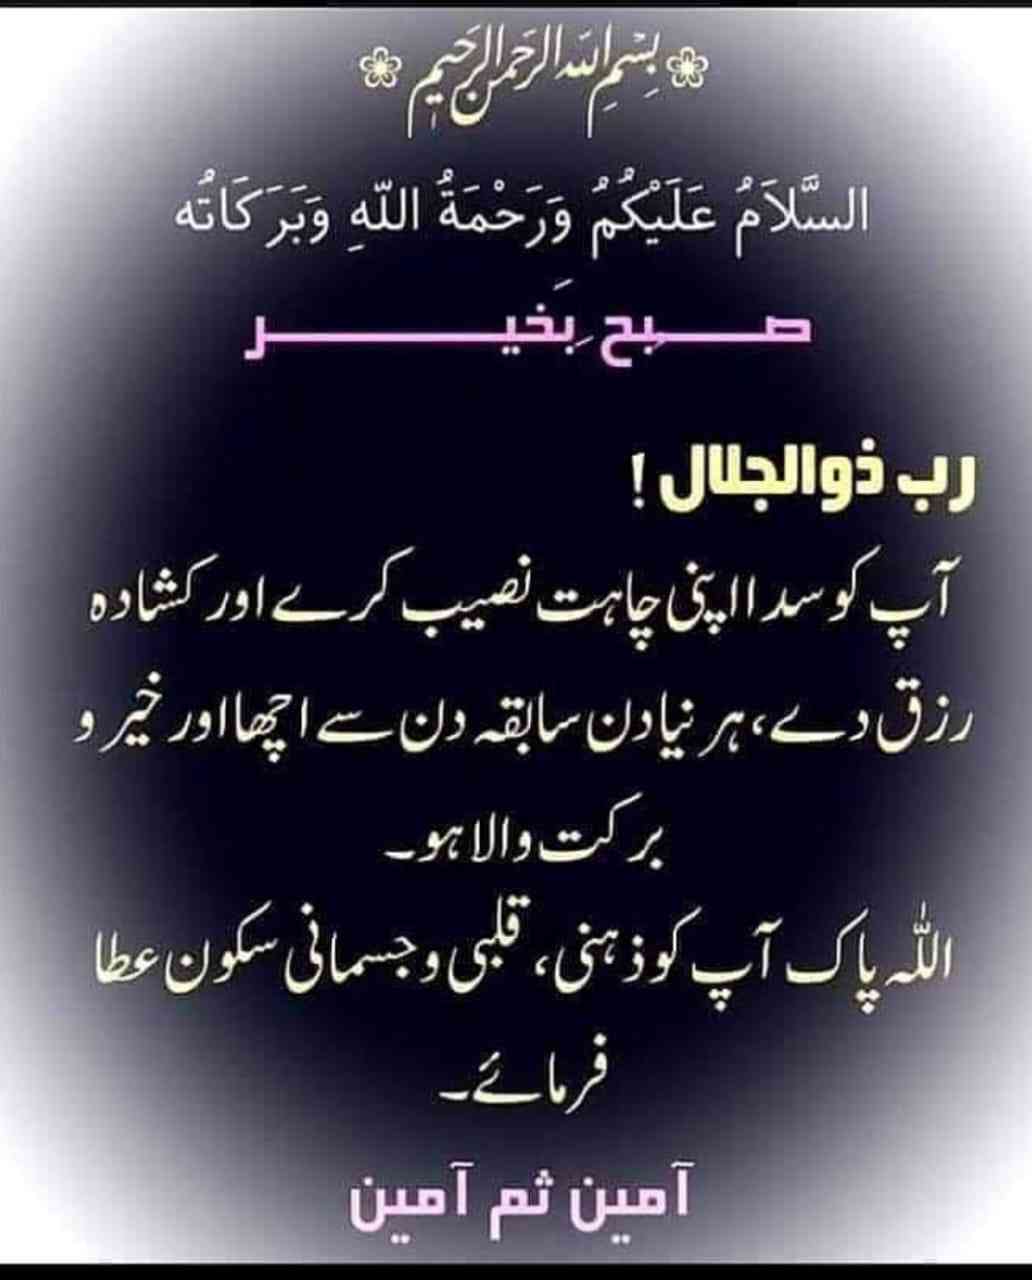 ❀بِسْمِ اللہِ الرَّحْمٰنِ الرَّحِيْمِ❀
السَّلاَمُ عَلَيْكُمْ وَرَحْمَةُ اللّهِ وَبَرَكَاتُه
صبح بخیر
رب ذوالجلال !
آپ کو سدا اپنی چاہت نصیب کرے اور کشادہ
رزق دے، ہر نیا دن سابقہ دن سے اچھا اور خیر و
برکت والا ہو۔
اللہ پاک آپ کو ذہنی، قلبی و جسمانی سکون عطا
فرمائے۔
آمین ثم آمین